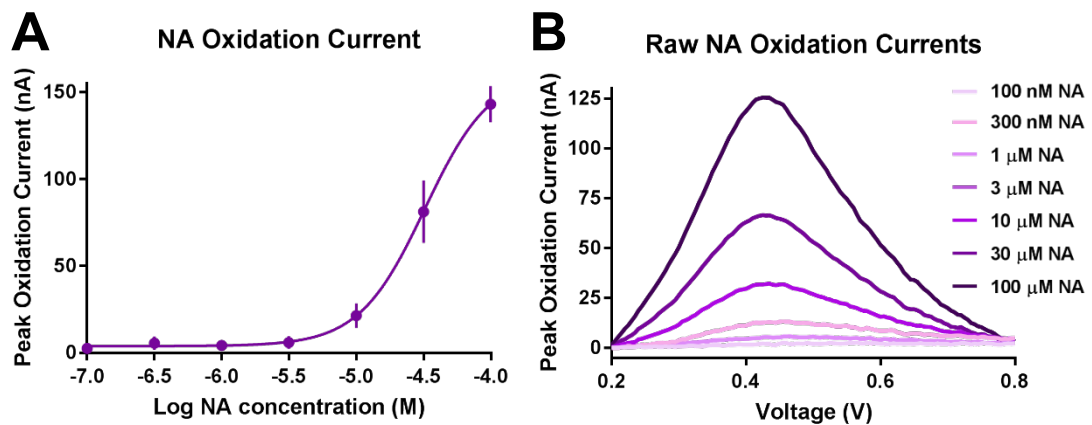 A
NA Oxidation Current
Peak Oxidation Current (nA)
150
100
50
0
-7.0 -6.5 -6.0 -5.5 -5.0 -4.5 -4.0
Log NA concentration (M)
B
Raw NA Oxidation Currents
Peak Oxidation Current (nA)
125
100
75
50
25
0
0.2 0.4 0.6 0.8
Voltage (V)
100 nM NA
300 nM NA
1 μM NA
3 μM NA
10 μM NA
30 μM NA
100 μM NA